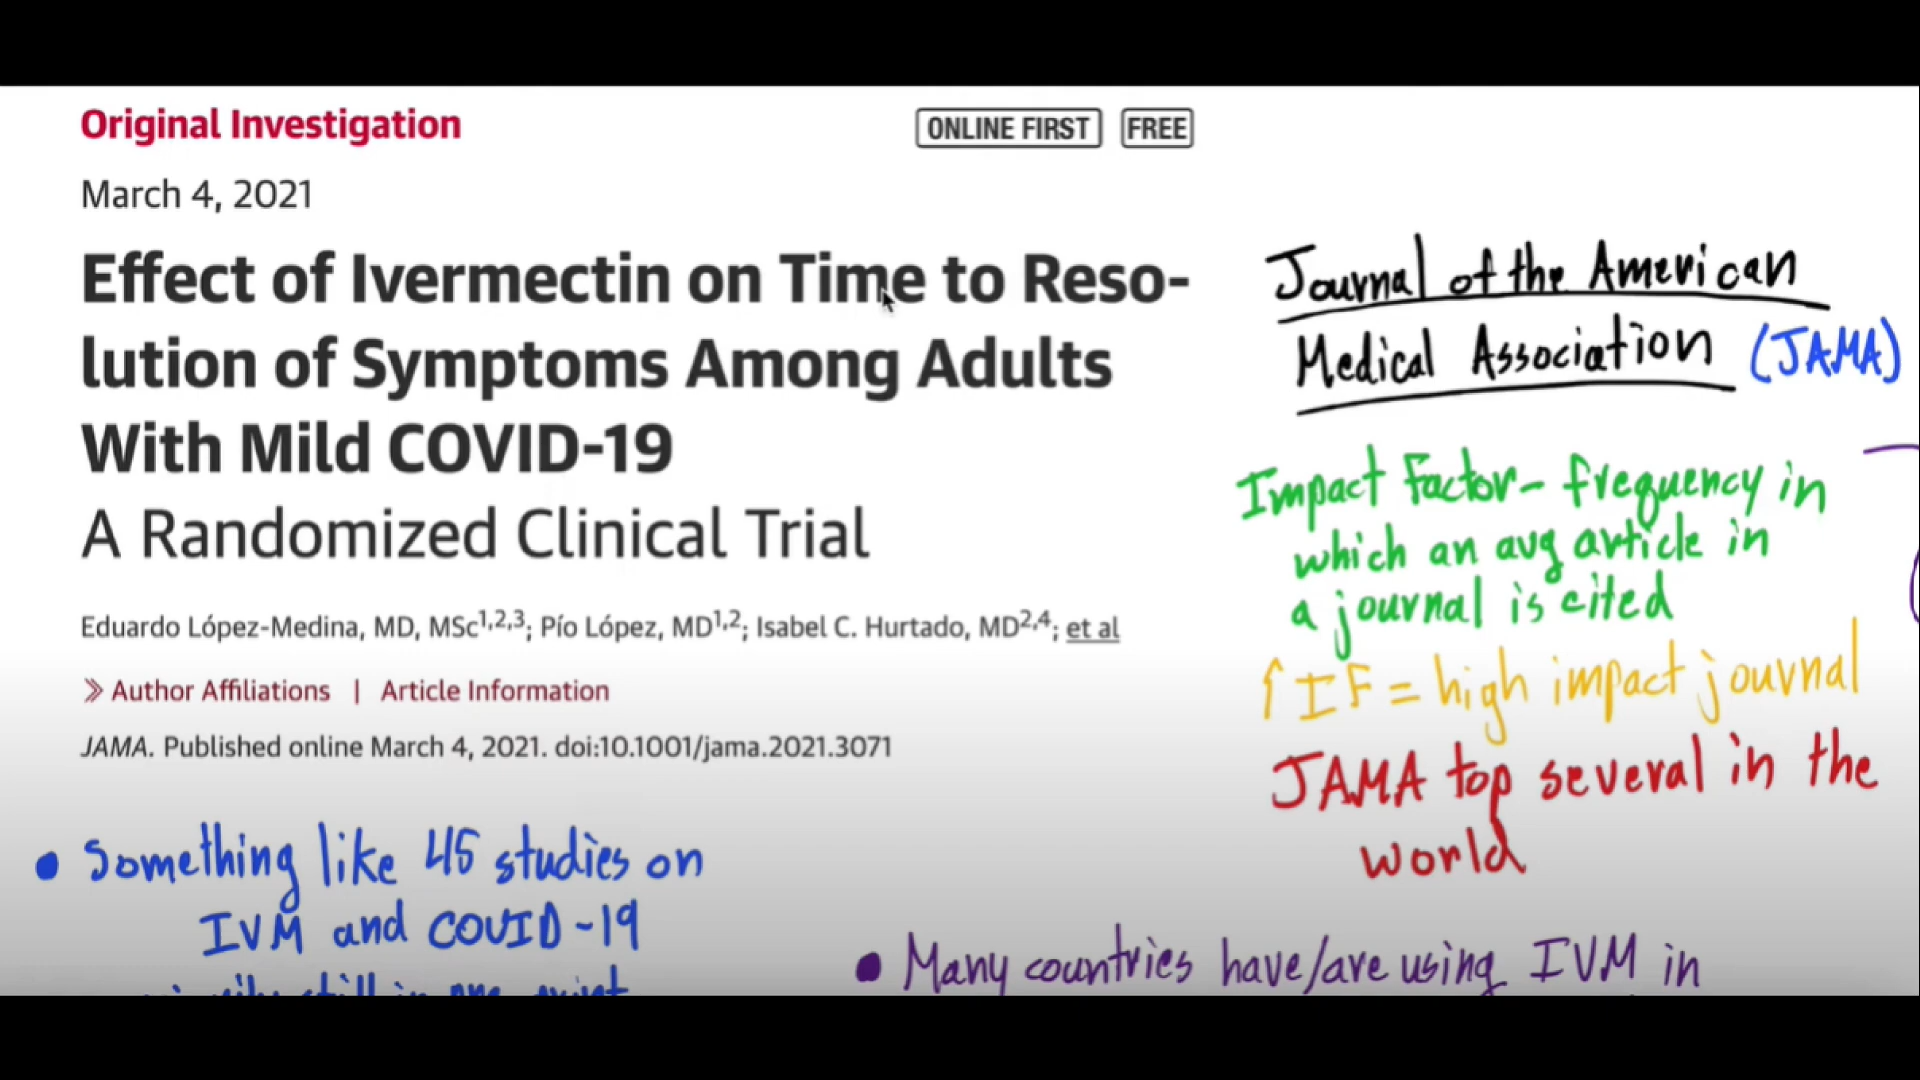 Original Investigation
ONLINE FIRST FREE
March 4, 2021
Effect of Ivermectin on Time to Reso-
lution of Symptoms Among Adults
With Mild COVID-19
A Randomized Clinical Trial
Eduardo López-Medina, MD, MSc1,2,3; Pío López, MD1,2; Isabel C. Hurtado, MD2,4; et al
» Author Affiliations | Article Information
JAMA. Published online March 4, 2021. doi:10.1001/jama.2021.3071
Journal of the American
Medical Association (JAMA)
Impact Factor - frequency in
which an avg article in
a journal is cited
↑ IF = high impact journal
JAMA top several in the
world
• Something like 45 studies on
IVM and COVID-19
still in
• Many countries have/are using IVM in